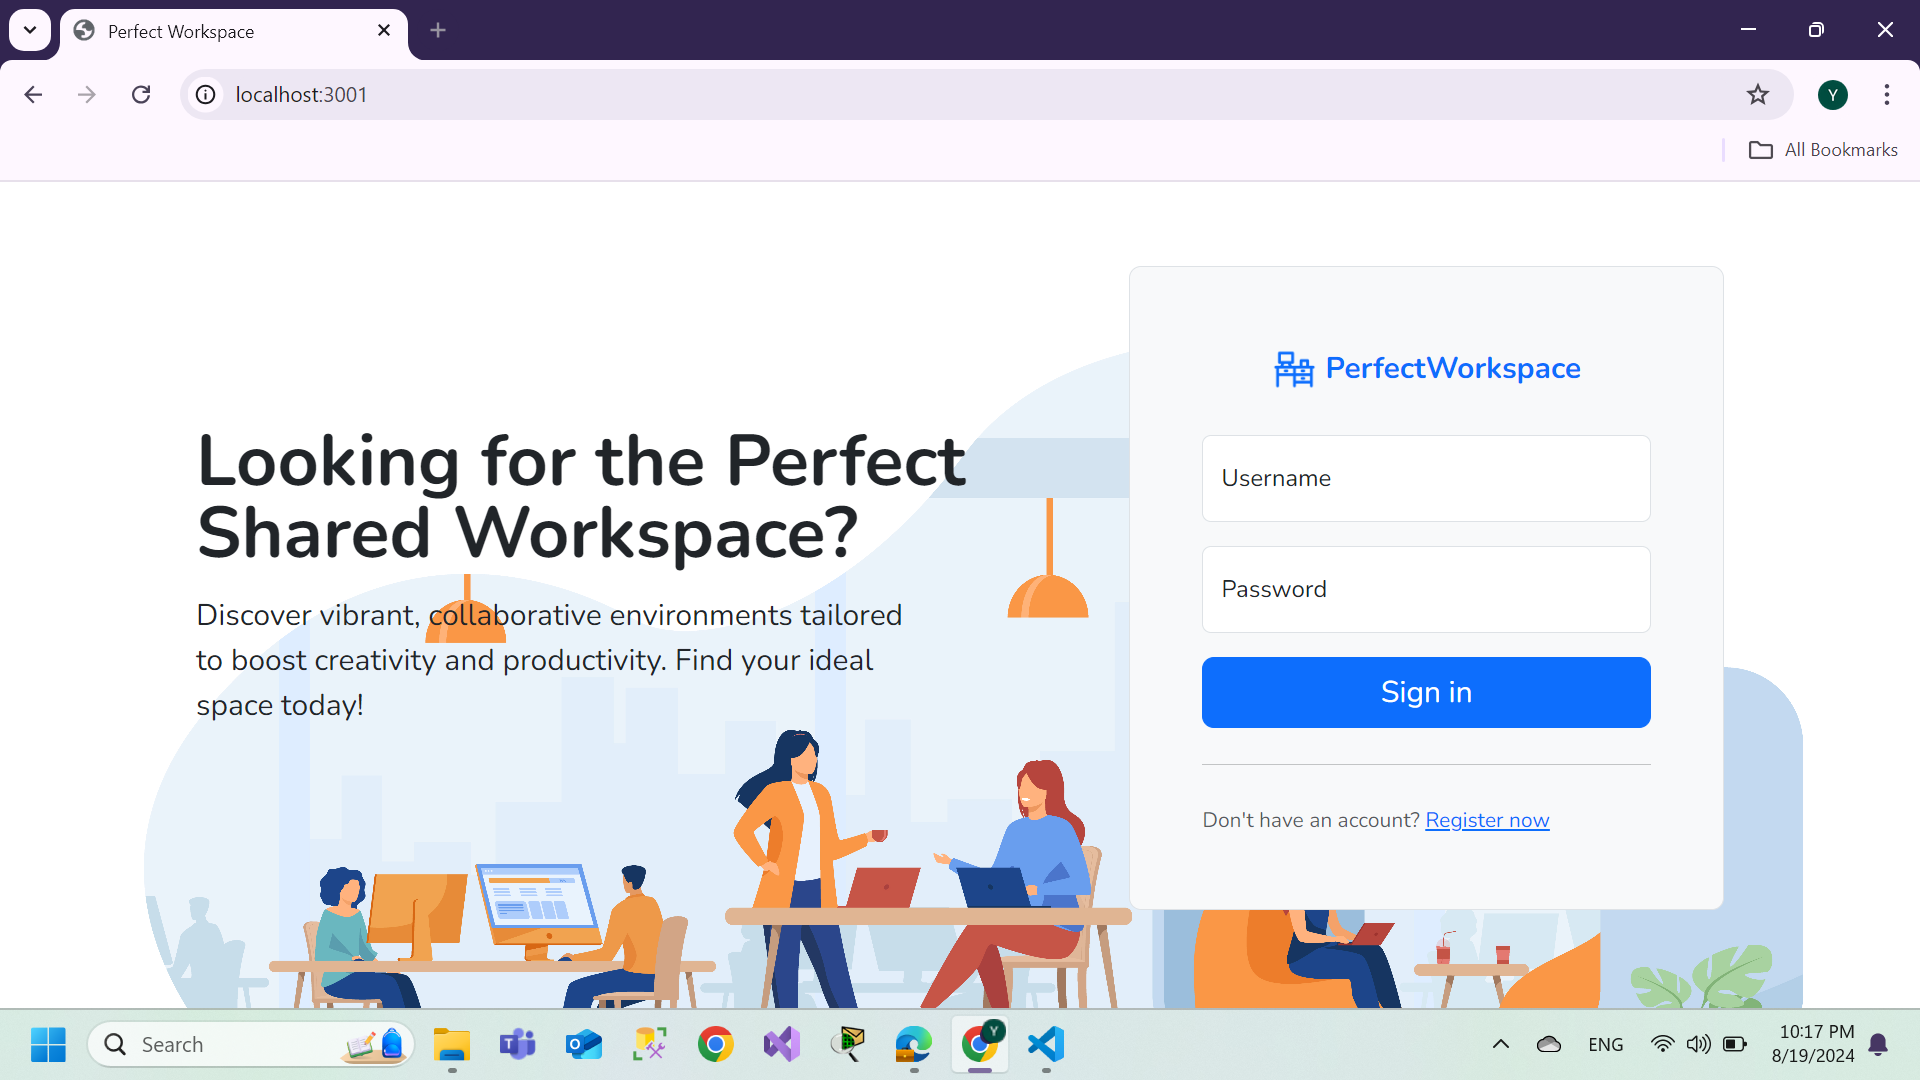 Perfect Workspace
localhost:3001
Y
All Bookmarks
PerfectWorkspace
Looking for the Perfect
Shared Workspace?
Discover vibrant, collaborative environments tailored
to boost creativity and productivity. Find your ideal
space today!
Username
Password
Sign in
Don't have an account? Register now
Search
Y
ENG
10:17 PM
8/19/2024